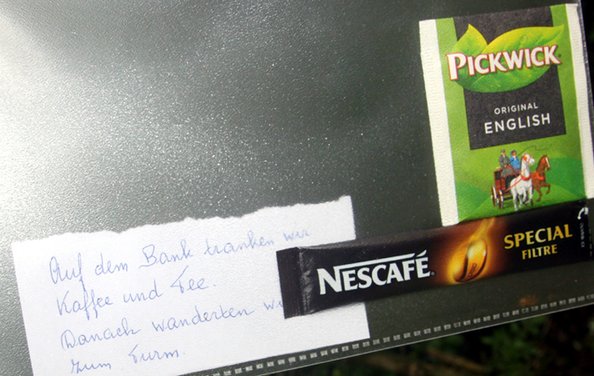 PICKWICK
ORIGINAL
ENGLISH
Auf dem Bank tranken wir
Kaffee und Tee.
Danach wanderten
zum Turm.
NESCAFÉ
SPECIAL
FILTRE